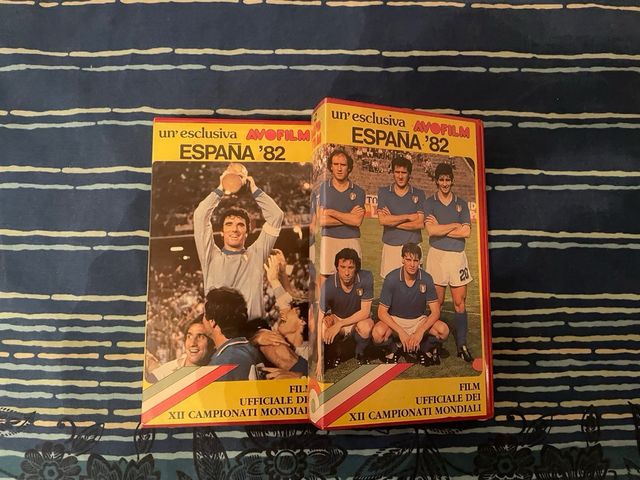 un'esclusiva AVOFILM
ESPAÑA '82
FILM
UFFICIALE DEI
XII CAMPIONATI MONDIALI
un'esclusiva AVOFILM
ESPAÑA '82
20
FILM
UFFICIALE DEI
XII CAMPIONATI MONDIALI